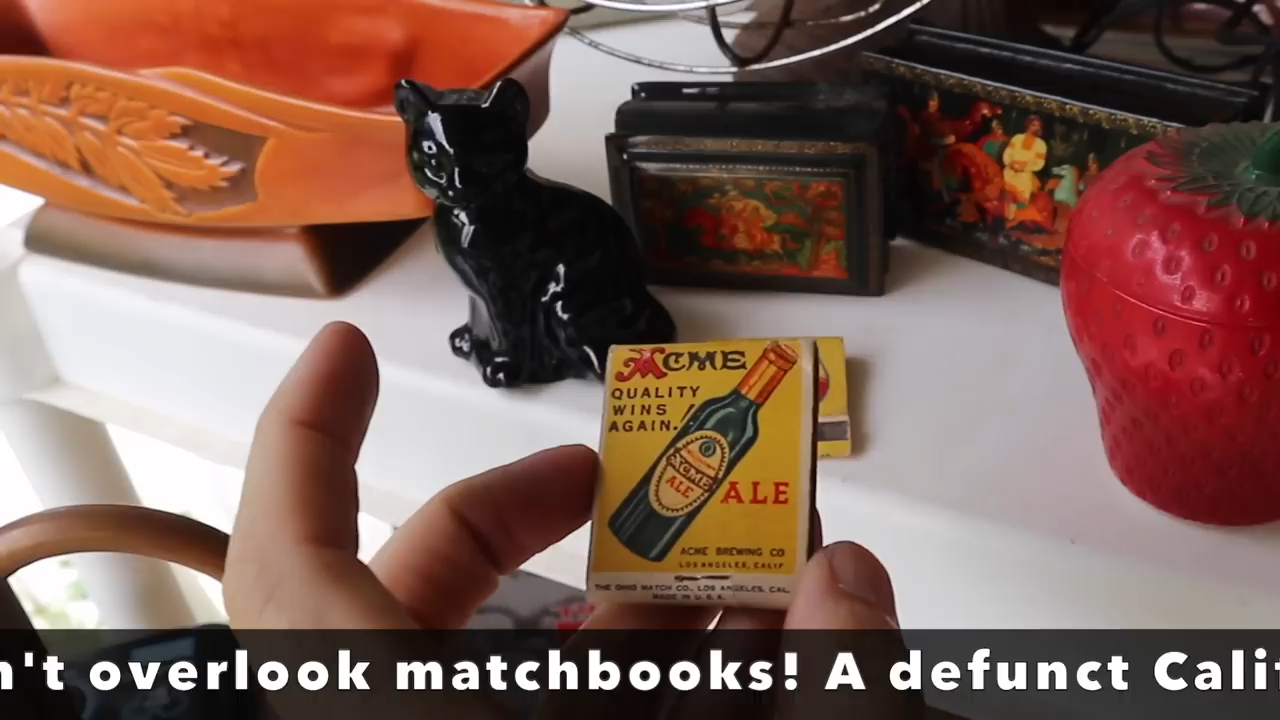 ACME
QUALITY
WINS
AGAIN.
ACME
ALE
ALE
ACME BREWING CO
LOS ANGELES, CALIF
THE OHIO MATCH CO., LOS ANGELES, CAL.
MADE IN U.S.A.
n't overlook matchbooks! A defunct Calif